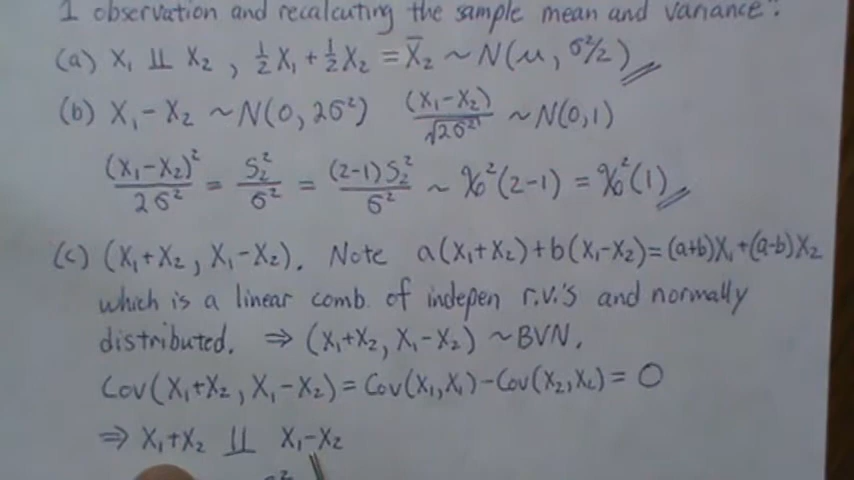 1 observation and recalcuting the sample mean and variance".
(a) X₁ ⫫ X₂ , ½X₁ + ½X₂ = X̄₂ ~ N(μ, σ²/2)
(b) X₁ - X₂ ~ N(0, 2σ²) (X₁-X₂)/√2σ² ~ N(0,1)
(X₁-X₂)²/2σ² = S₂²/σ² = (2-1)S₂²/σ² ~ χ²(2-1) = χ²(1)
(c) (X₁+X₂ , X₁-X₂). Note a(X₁+X₂)+b(X₁-X₂)=(a+b)X₁+(a-b)X₂
which is a linear comb. of indepen r.v.'s and normally
distributed. ⇒ (X₁+X₂, X₁-X₂) ~ BVN.
Cov(X₁+X₂, X₁-X₂) = Cov(X₁,X₁)-Cov(X₂,X₂) = 0
⇒ X₁+X₂ ⫫ X₁-X₂